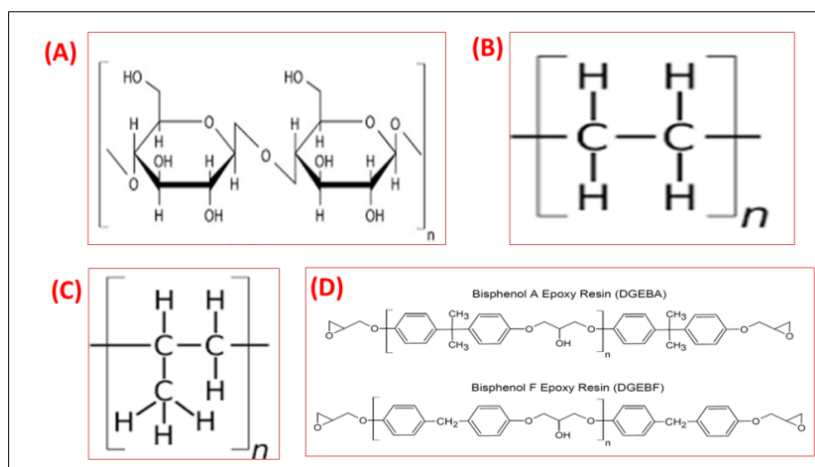 (A)
HO
HO
O
O
H
H
H
O
OH
H
OH
H
H
O
H
OH
H
OH
H
O
H
OH
H
OH
n
(B)
H H
C C
H H
n
(C)
H H
C C
C H
H H
H
n
(D)
Bisphenol A Epoxy Resin (DGEBA)
CH3 CH3
O O O O O O
CH3 OH CH3
n
Bisphenol F Epoxy Resin (DGEBF)
O O CH2 O O CH2 O O
OH
n